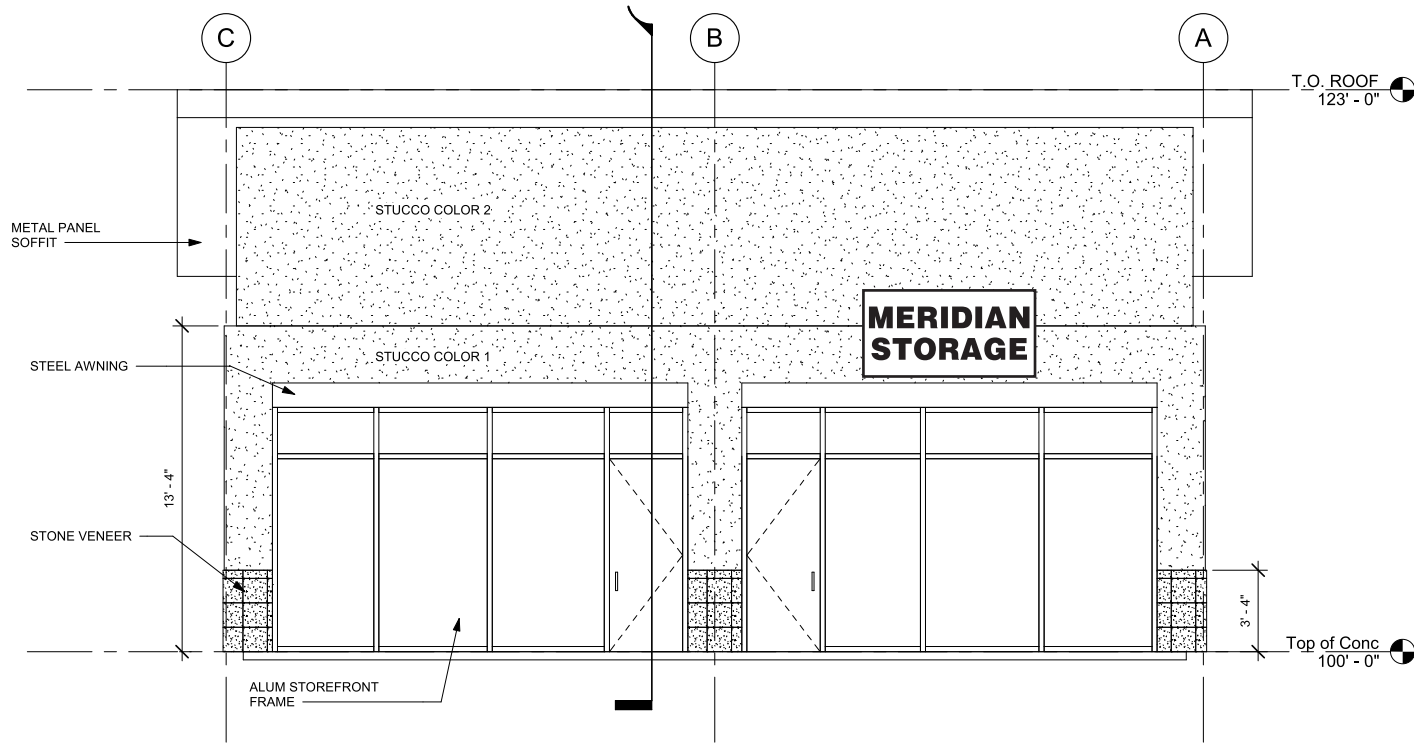 C
B
A
T.O. ROOF
123' - 0"
STUCCO COLOR 2
METAL PANEL
SOFFIT
MERIDIAN
STORAGE
STUCCO COLOR 1
STEEL AWNING
13' - 4"
STONE VENEER
3' - 4"
Top of Conc
100' - 0"
ALUM STOREFRONT
FRAME